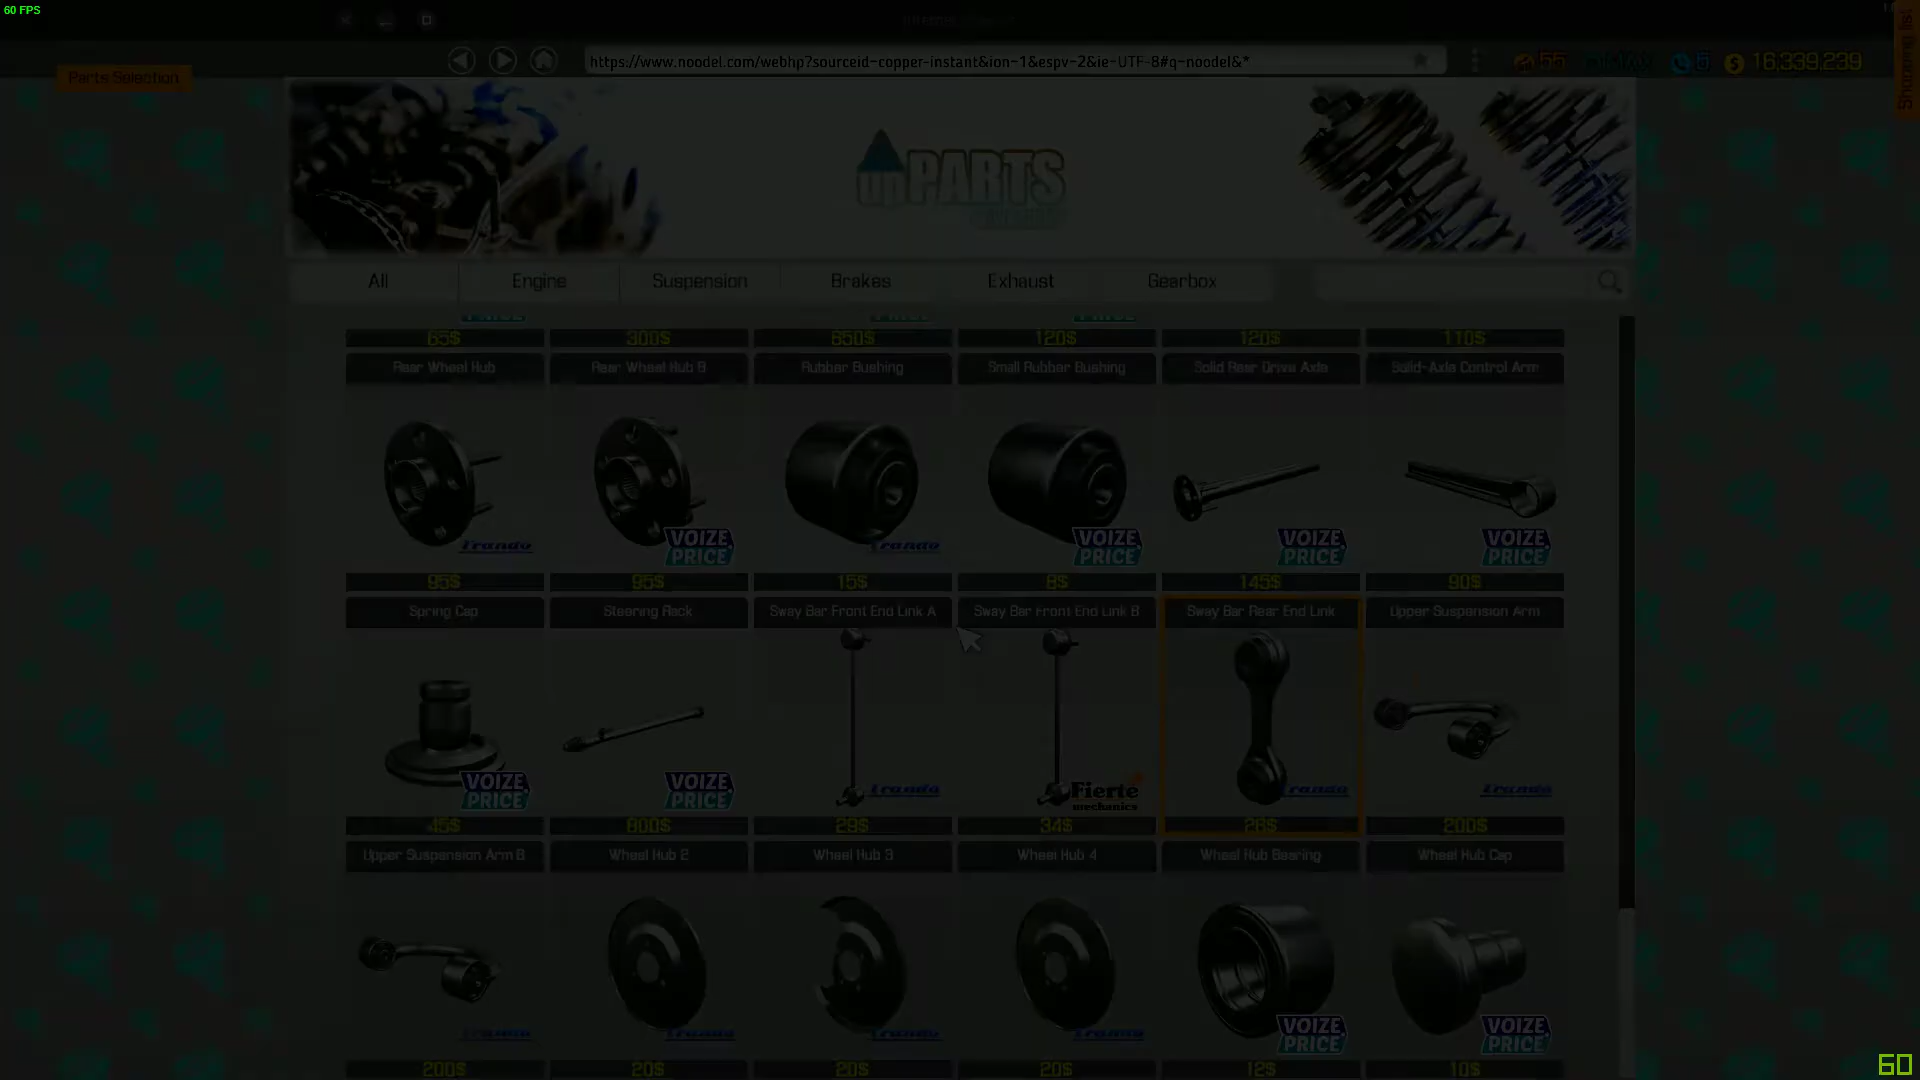 60 FPS
https://www.noodel.com/webhp?sourceid-copper-instant&ion-1&espv-2&ie-UTF-8#q-noodel&*
55 5 16,339,239
Parts Selection
Shopping list
upPARTS
All Engine Suspension Brakes Exhaust Gearbox
65$ 300$ 850$ 120$ 120$ 110$
Rear Wheel Hub Rear Wheel Hub B Rubber Bushing Small Rubber Bushing Solid Rear Drive Axle Solid-Axle Control Arm
Trando VOIZE PRICE Trando VOIZE PRICE VOIZE PRICE VOIZE PRICE
95$ 95$ 15$ 8$ 145$ 90$
Spring Cap Steering Rack Sway Bar Front End Link A Sway Bar Front End Link B Sway Bar Rear End Link Upper Suspension Arm
VOIZE PRICE VOIZE PRICE Trando Fierte mechanics Trando Trando
45$ 800$ 29$ 34$ 26$ 200$
Upper Suspension Arm B Wheel Hub 2 Wheel Hub 3 Wheel Hub 4 Wheel Hub Bearing Wheel Hub Cap
Trando Trando Trando Trando VOIZE PRICE VOIZE PRICE
200$ 20$ 20$ 20$ 12$ 10$
60